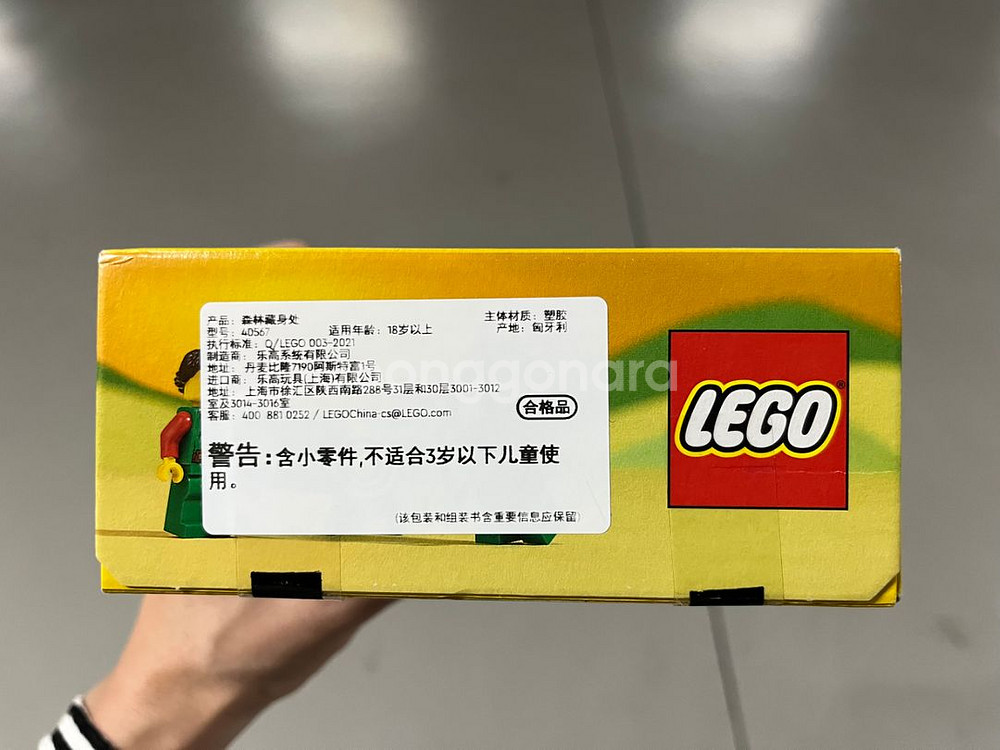 产品：森林藏身处
主体材质：塑胶
型号：40567
适用年龄：18岁以上
产地：匈牙利
执行标准：Q/LEGO 003-2021
制造商：乐高系统有限公司
地址：丹麦比隆7190阿斯特富1号
进口商：乐高玩具(上海)有限公司
地址：上海市徐汇区陕西南路288号31层和30层3001-3012
室及3014-3016室
客服：400 881 0252 / LEGOChina-cs@LEGO.com
合格品
警告:含小零件,不适合3岁以下儿童使
用。
(该包装和组装书含重要信息应保留)
LEGO®